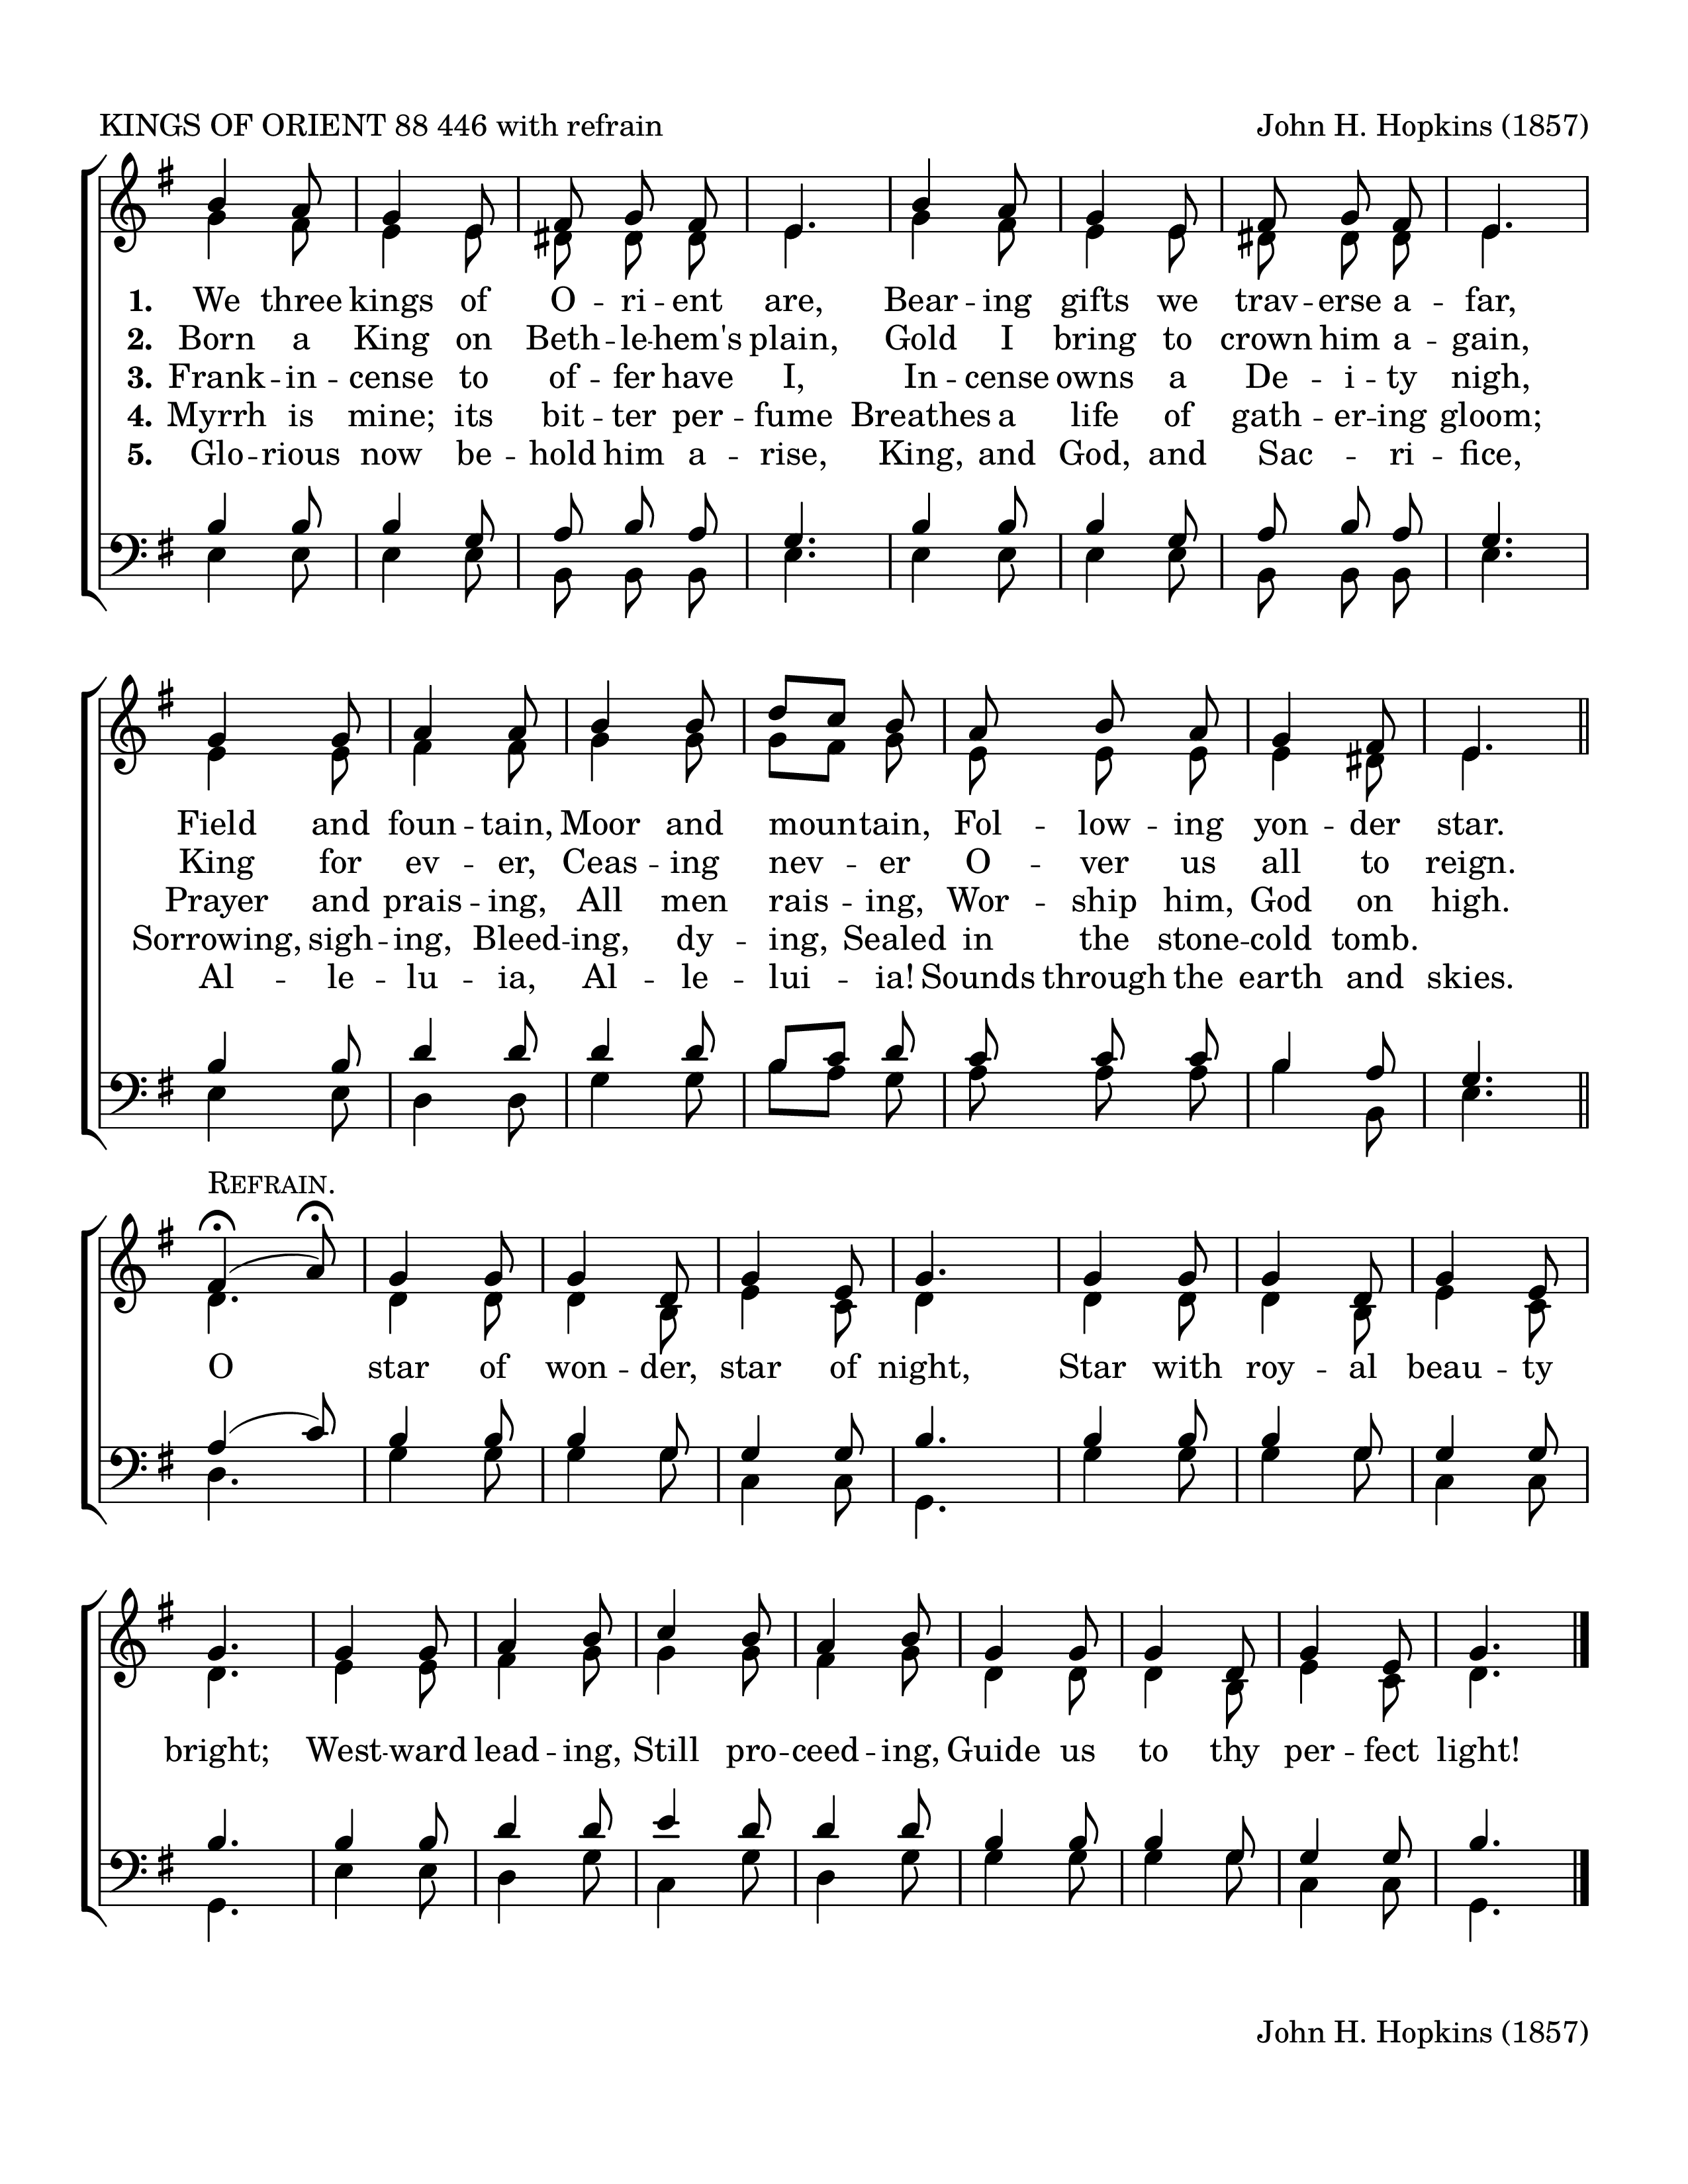 KINGS OF ORIENT 88 446 with refrain John H. Hopkins (1857)
1. We three kings of O -- ri -- ent are, Bear -- ing gifts we trav -- erse a -- far,
2. Born a King on Beth -- le -- hem's plain, Gold I bring to crown him a -- gain,
3. Frank -- in -- cense to of -- fer have I, In -- cense owns a De -- i -- ty nigh,
4. Myrrh is mine; its bit -- ter per -- fume Breathes a life of gath -- er -- ing gloom;
5. Glo -- rious now be -- hold him a -- rise, King, and God, and Sac -- ri -- fice,
Field and foun -- tain, Moor and mountain, Fol -- low -- ing yon -- der star.
King for ev -- er, Ceas -- ing nev -- er O -- ver us all to reign.
Prayer and prais -- ing, All men rais -- ing, Wor -- ship him, God on high.
Sorrowing, sigh -- ing, Bleed -- ing, dy -- ing, Sealed in the stone -- cold tomb.
Al -- le -- lu -- ia, Al -- le -- lui -- ia! Sounds through the earth and skies.
REFRAIN.
O star of won -- der, star of night, Star with roy -- al beau -- ty
bright; West -- ward lead -- ing, Still pro -- ceed -- ing, Guide us to thy per -- fect light!
John H. Hopkins (1857)